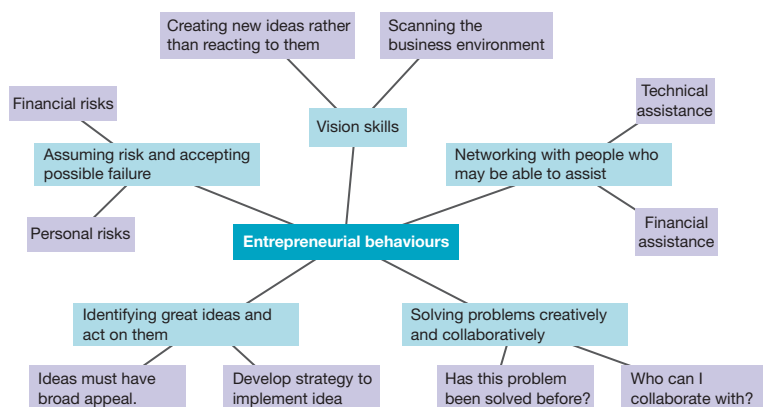 Creating new ideas rather
than reacting to them
Scanning the
business environment
Financial risks
Technical
assistance
Vision skills
Assuming risk and accepting
possible failure
Networking with people who
may be able to assist
Personal risks
Entrepreneurial behaviours
Financial
assistance
Identifying great ideas and
act on them
Solving problems creatively
and collaboratively
Ideas must have
broad appeal.
Develop strategy to
implement idea
Has this problem
been solved before?
Who can I
collaborate with?